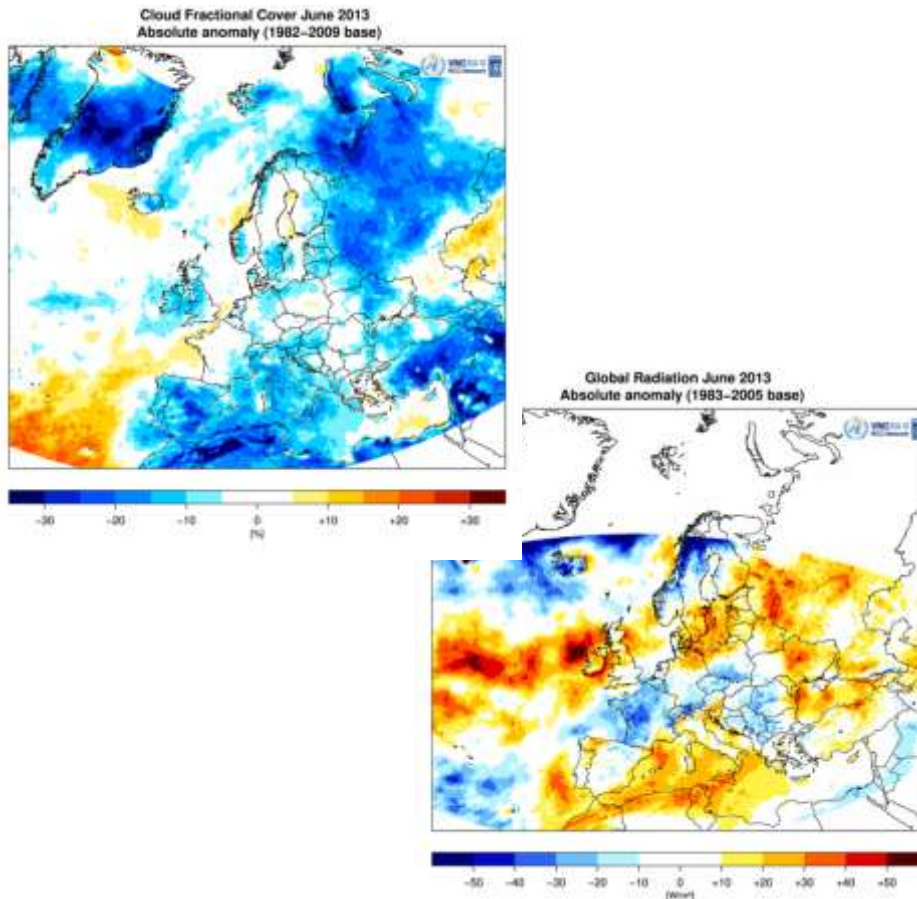 Cloud Fractional Cover June 2013
Absolute anomaly (1982−2009 base)
−30 −20 −10 0 +10 +20 +30
[%]
Global Radiation June 2013
Absolute anomaly (1983−2005 base)
−50 −40 −30 −20 −10 0 +10 +20 +30 +40 +50
[W/m²]